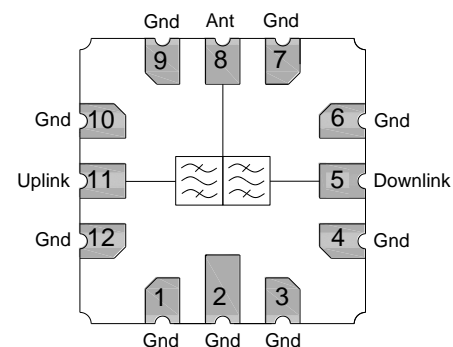 Gnd Ant Gnd
9 8 7
Gnd 10 6 Gnd
Uplink 11 5 Downlink
Gnd 12 4 Gnd
1 2 3
Gnd Gnd Gnd